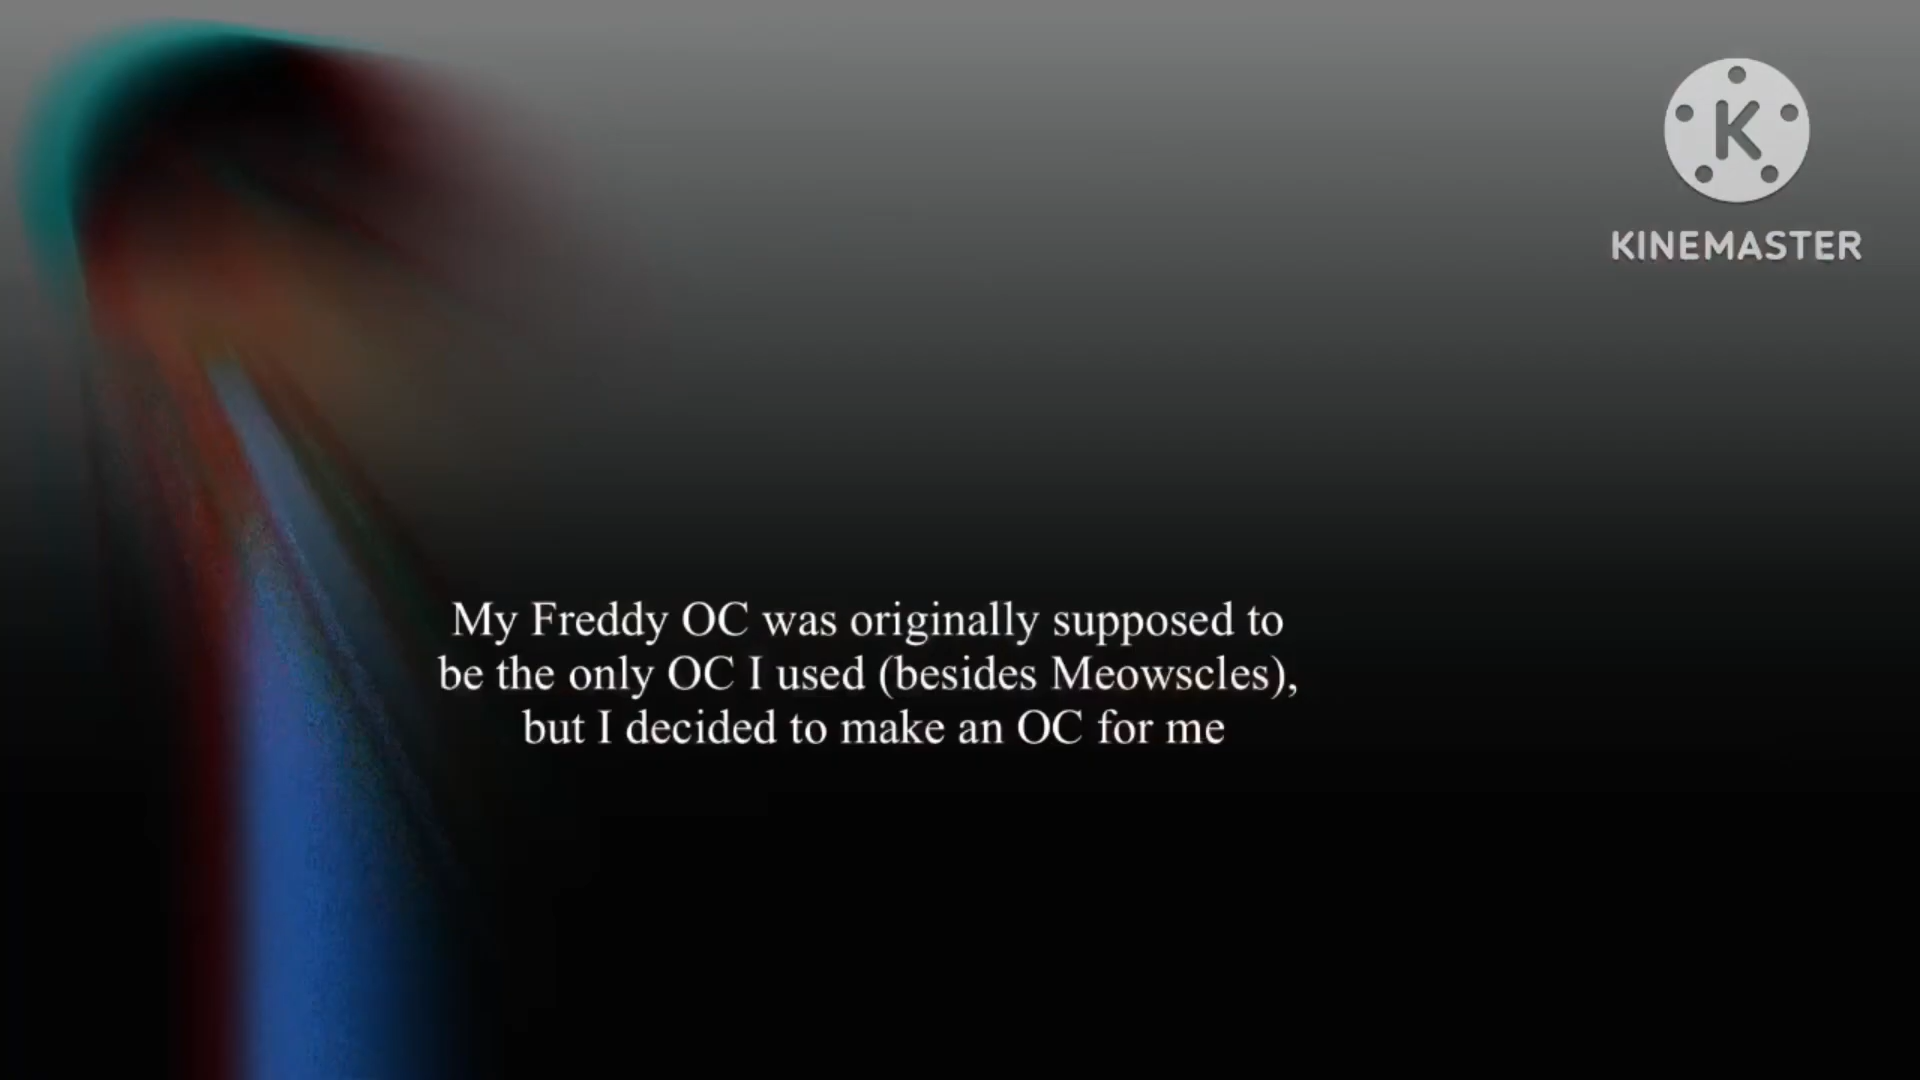 K
KINEMASTER
My Freddy OC was originally supposed to
be the only OC I used (besides Meowscles),
but I decided to make an OC for me